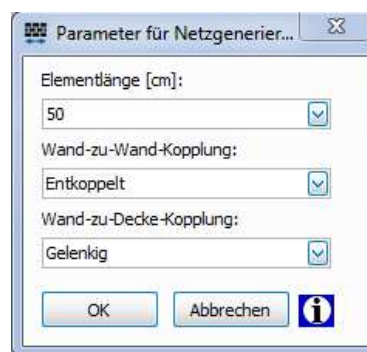 Parameter für Netzgenerier...
Elementlänge [cm]:
50
Wand-zu-Wand-Kopplung:
Entkoppelt
Wand-zu-Decke-Kopplung:
Gelenkig
OK Abbrechen i